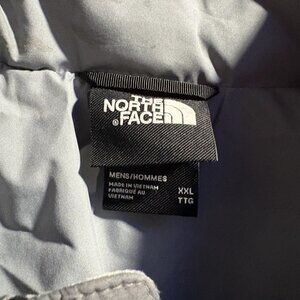 THE
NORTH
FACE
®
MENS/HOMMES
MADE IN VIETNAM
FABRIQUÉ AU
VIETNAM
XXL
TTG